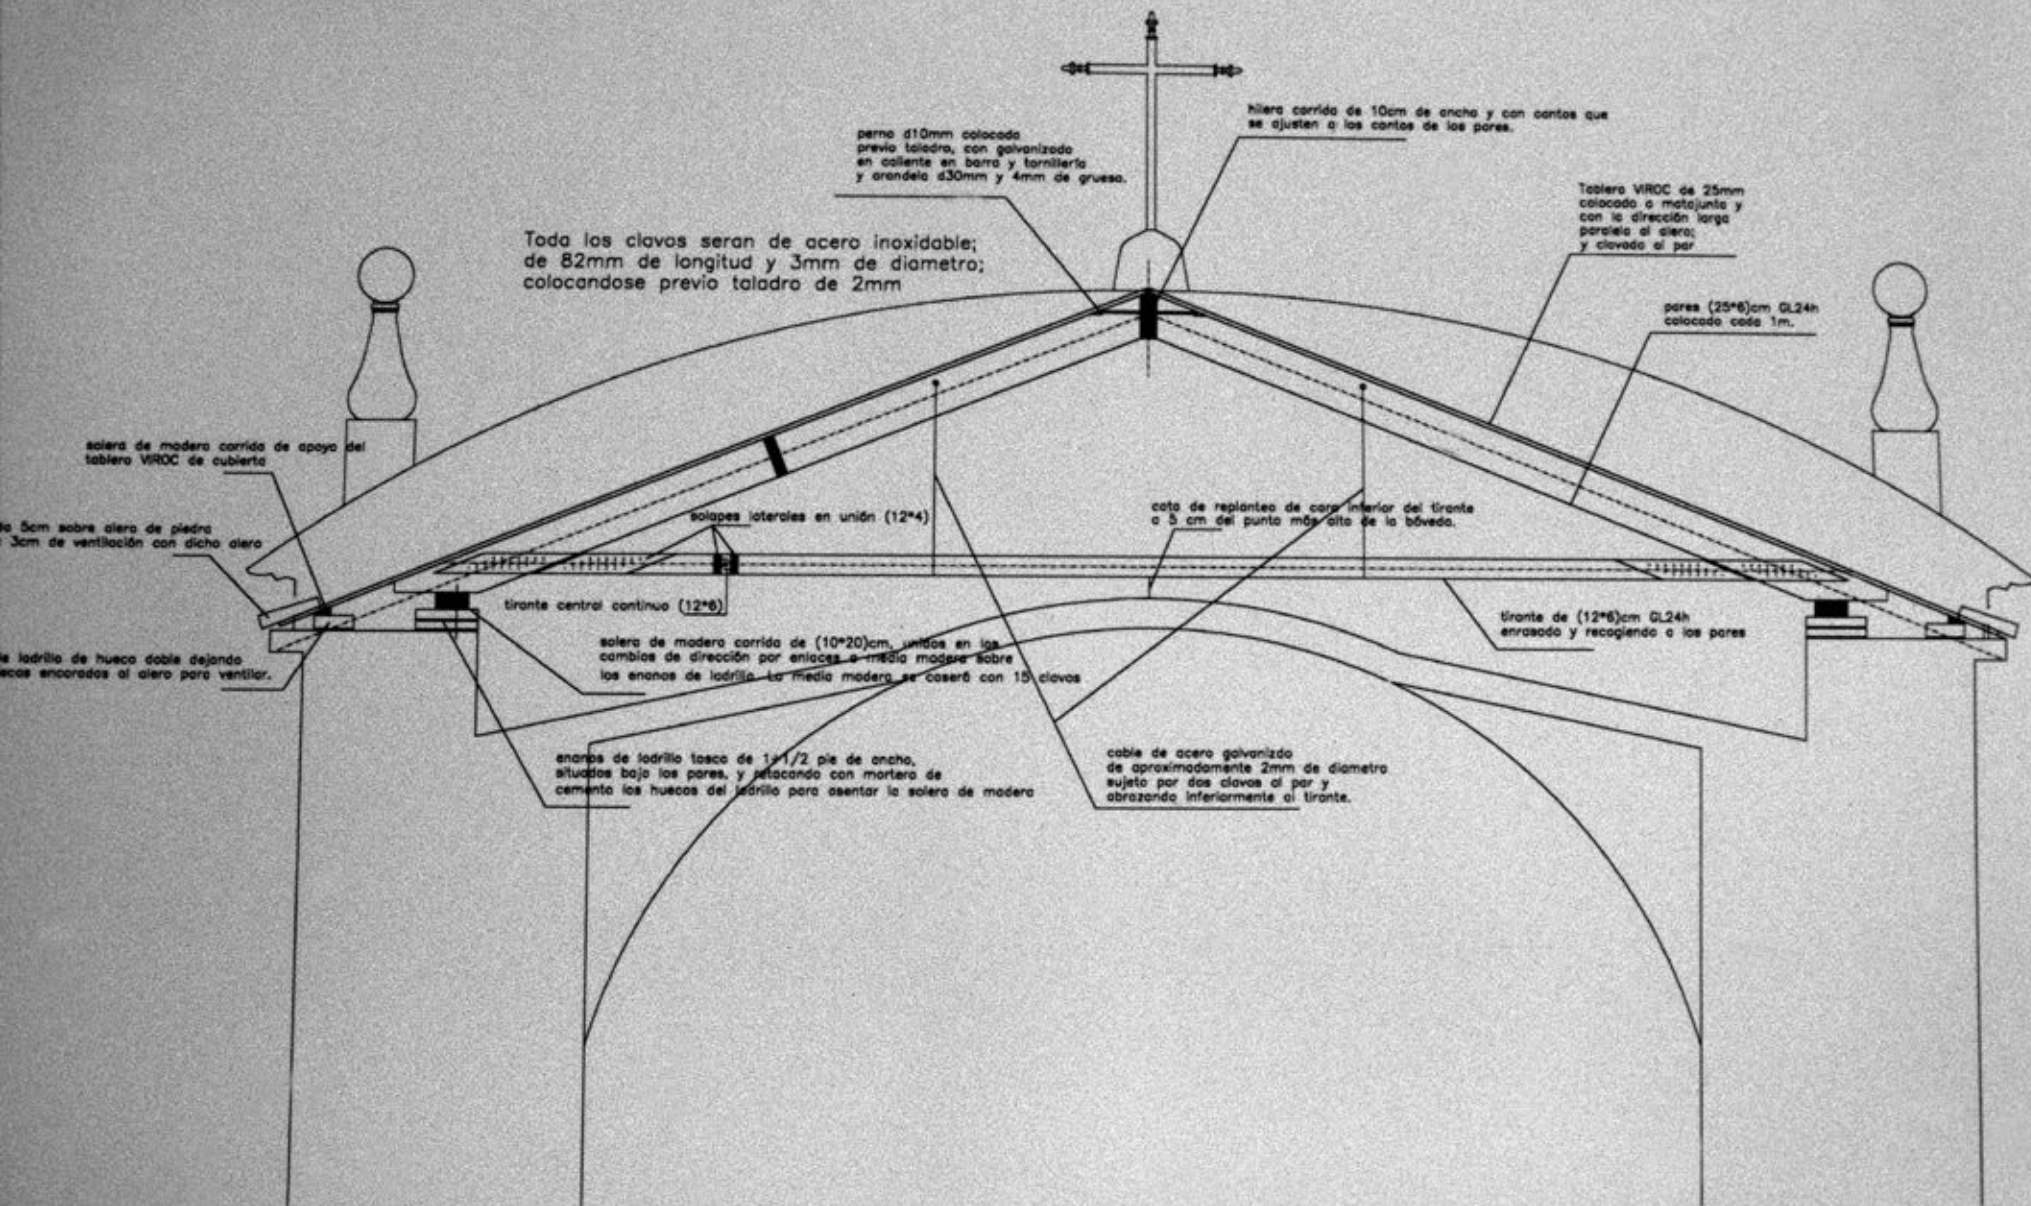 hilera corrida de 10cm de ancho y con cantos que
se ajusten a los cantos de los pares.
perno d10mm colocado
previo taladro, con galvanizado
en caliente en barra y tornillería
y arandela d30mm y 4mm de grueso.
Tablero VIROC de 25mm
colocado a matajunta y
con la dirección larga
paralela al alero;
y clavado al par
Toda los clavos seran de acero inoxidable;
de 82mm de longitud y 3mm de diametro;
colocandose previo taladro de 2mm
pares (25*6)cm GL24h
colocado cada 1m.
solera de madera corrida de apoyo del
tablero VIROC de cubierta
solapes laterales en unión (12*4)
cota de replanteo de cara inferior del tirante
a 5 cm del punto más alto de la bóveda.
5cm sobre alero de piedra
3cm de ventilación con dicho alero
tirante central continuo (12*6)
tirante de (12*6)cm GL24h
enrasado y recogiendo a los pares
solera de madera corrida de (10*20)cm, unidas en los
cambios de dirección por enlaces a media madera sobre
los enanos de ladrillo. La media madera se coserá con 15 clavos
ladrillo de hueco doble dejando
encarados al alero para ventilar.
enanos de ladrillo tosco de 1+1/2 pie de ancho,
situados bajo los pares, y retacando con mortero de
cemento los huecos del ladrillo para asentar la solera de madera
cable de acero galvanizdo
de aproximadamente 2mm de diametro
sujeto por dos clavos al par y
abrazando inferiormente al tirante.